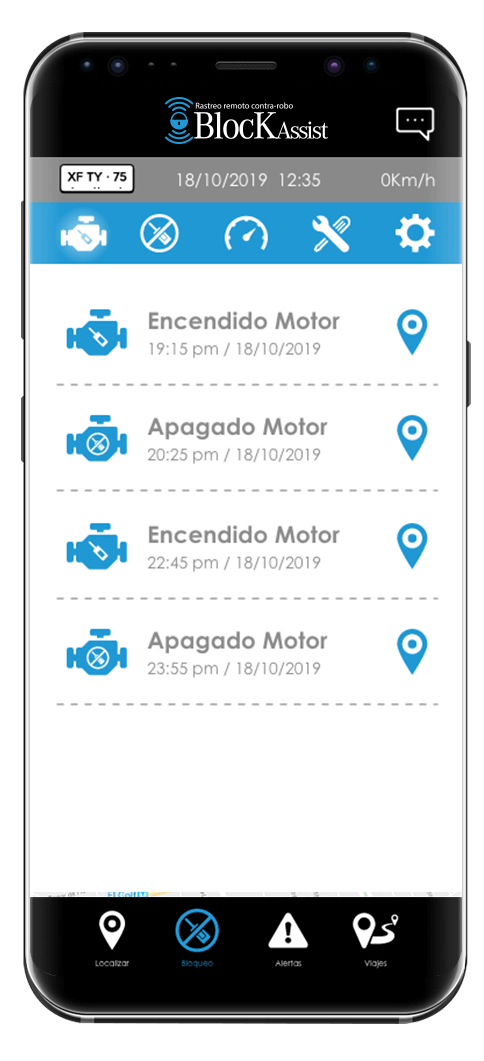 Rastreo remoto contra-robo
BlocK Assist
XF TY · 75
18/10/2019 12:35
0Km/h
Encendido Motor
19:15 pm / 18/10/2019
Apagado Motor
20:25 pm / 18/10/2019
Encendido Motor
22:45 pm / 18/10/2019
Apagado Motor
23:55 pm / 18/10/2019
Localizar
Bloqueo
Alertas
Viajes